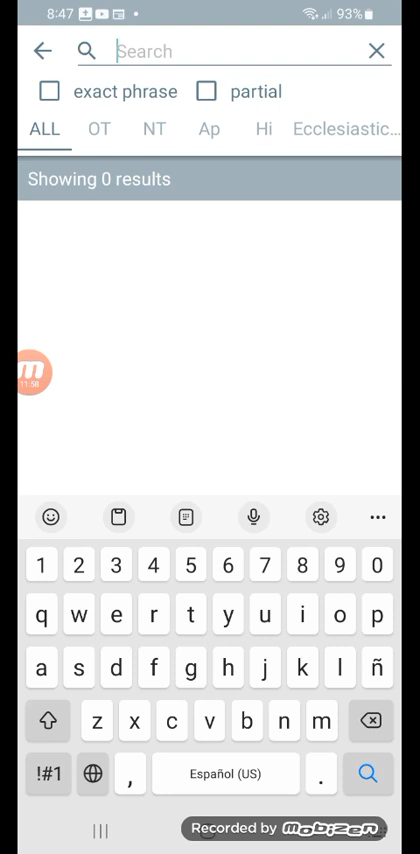 8:47 93%
Search
exact phrase partial
ALL OT NT Ap Hi Ecclesiastic...
Showing 0 results
m
11:58
1 2 3 4 5 6 7 8 9 0
q w e r t y u i o p
a s d f g h j k l ñ
z x c v b n m
!#1 , Español (US) .
Recorded by mobizen